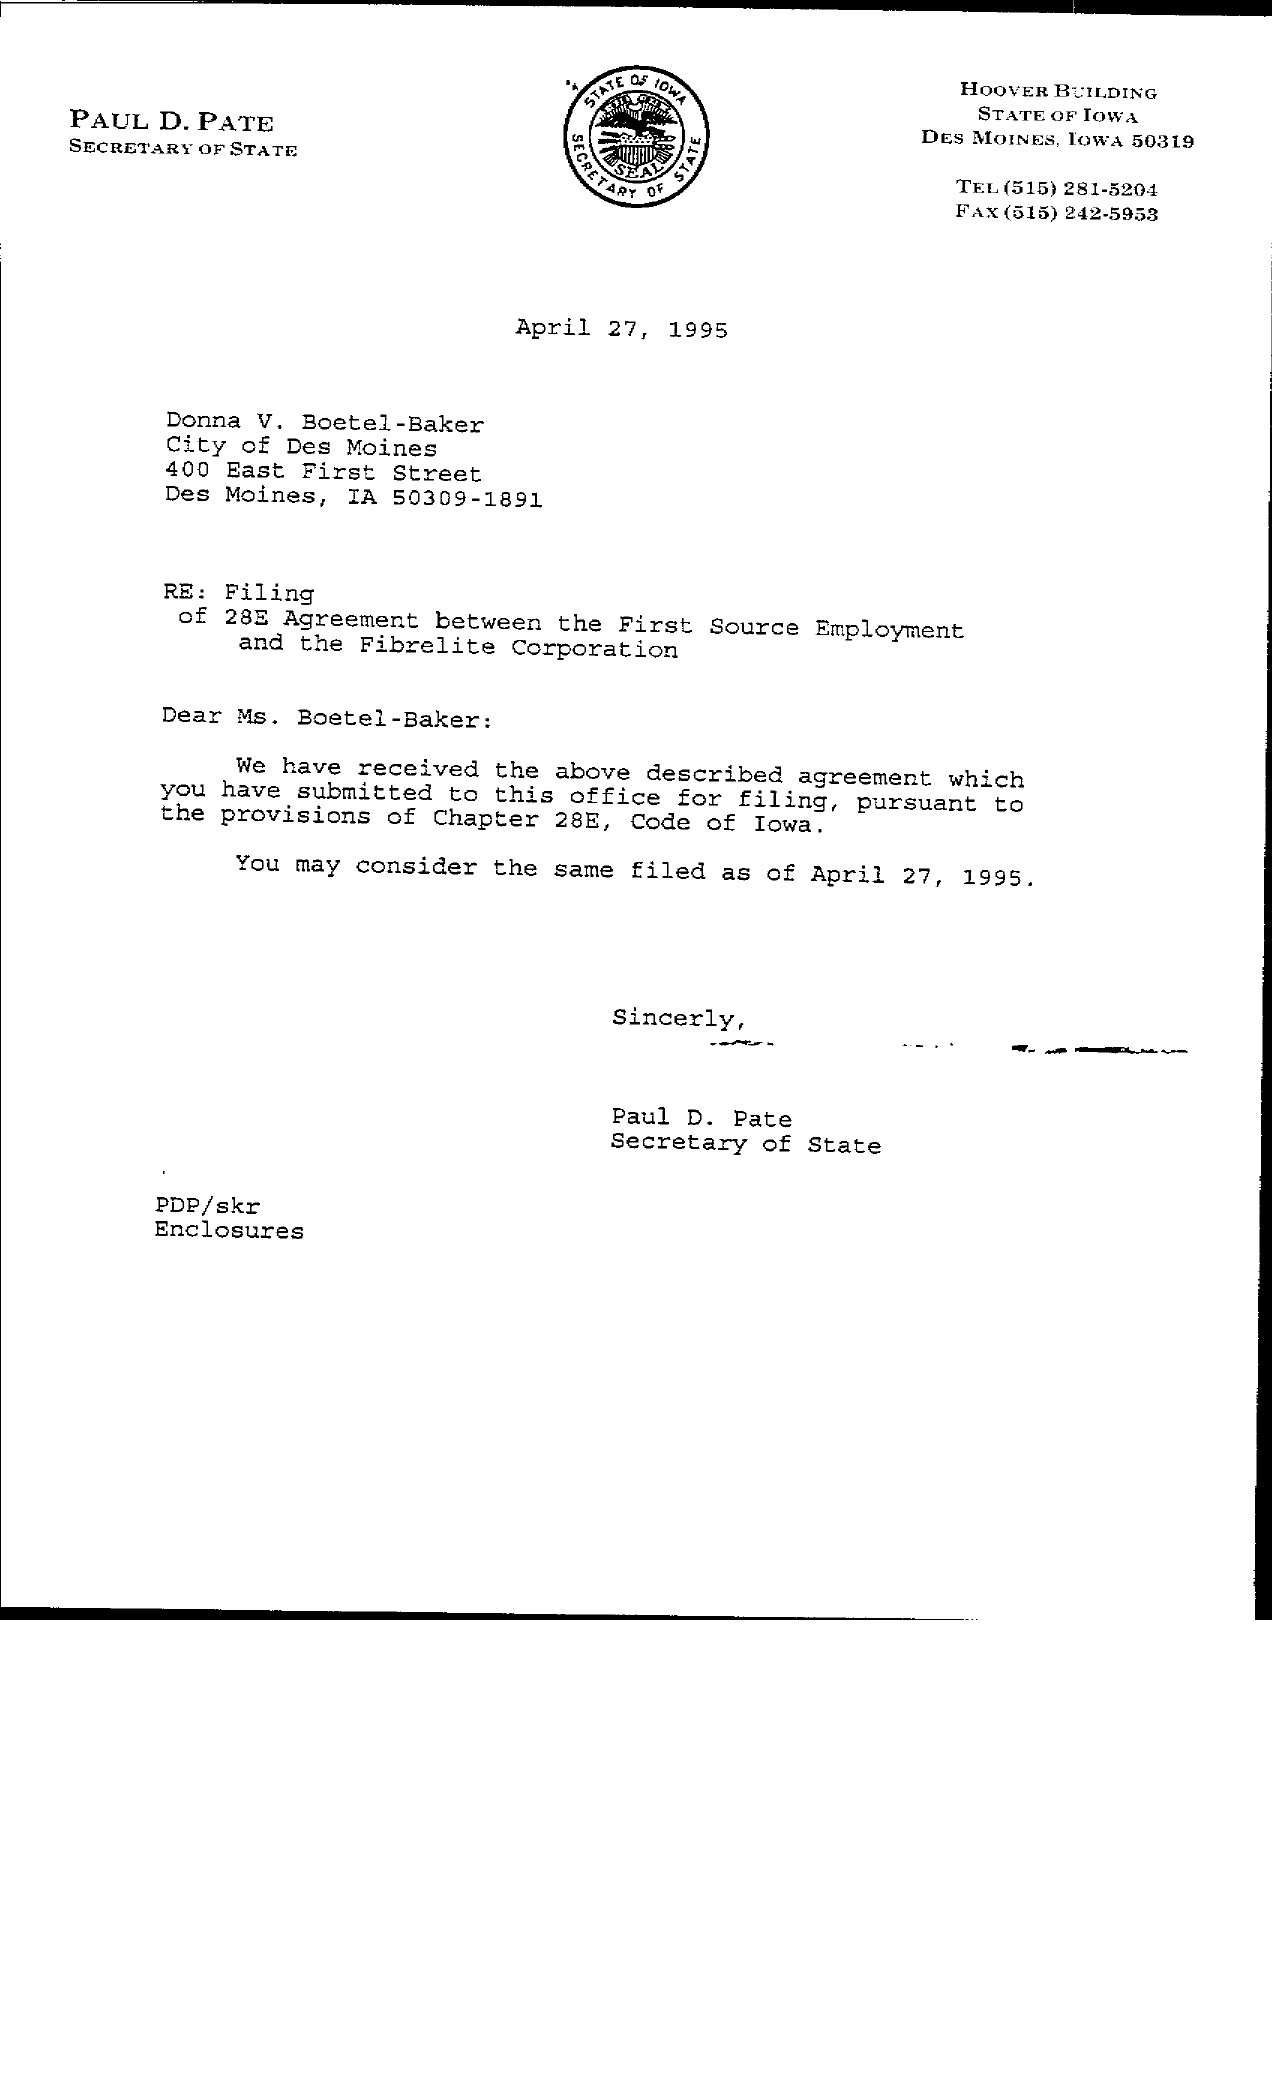 PAUL D. PATE
SECRETARY OF STATE
STATE OF IOWA
SECRETARY OF STATE
SEAL
HOOVER BUILDING
STATE OF IOWA
DES MOINES, IOWA 50319
TEL (515) 281-5204
FAX (515) 242-5953
April 27, 1995
Donna V. Boetel-Baker
City of Des Moines
400 East First Street
Des Moines, IA 50309-1891
RE: Filing
of 28E Agreement between the First Source Employment
and the Fibrelite Corporation
Dear Ms. Boetel-Baker:
We have received the above described agreement which
you have submitted to this office for filing, pursuant to
the provisions of Chapter 28E, Code of Iowa.
You may consider the same filed as of April 27, 1995.
Sincerly,
Paul D. Pate
Secretary of State
PDP/skr
Enclosures